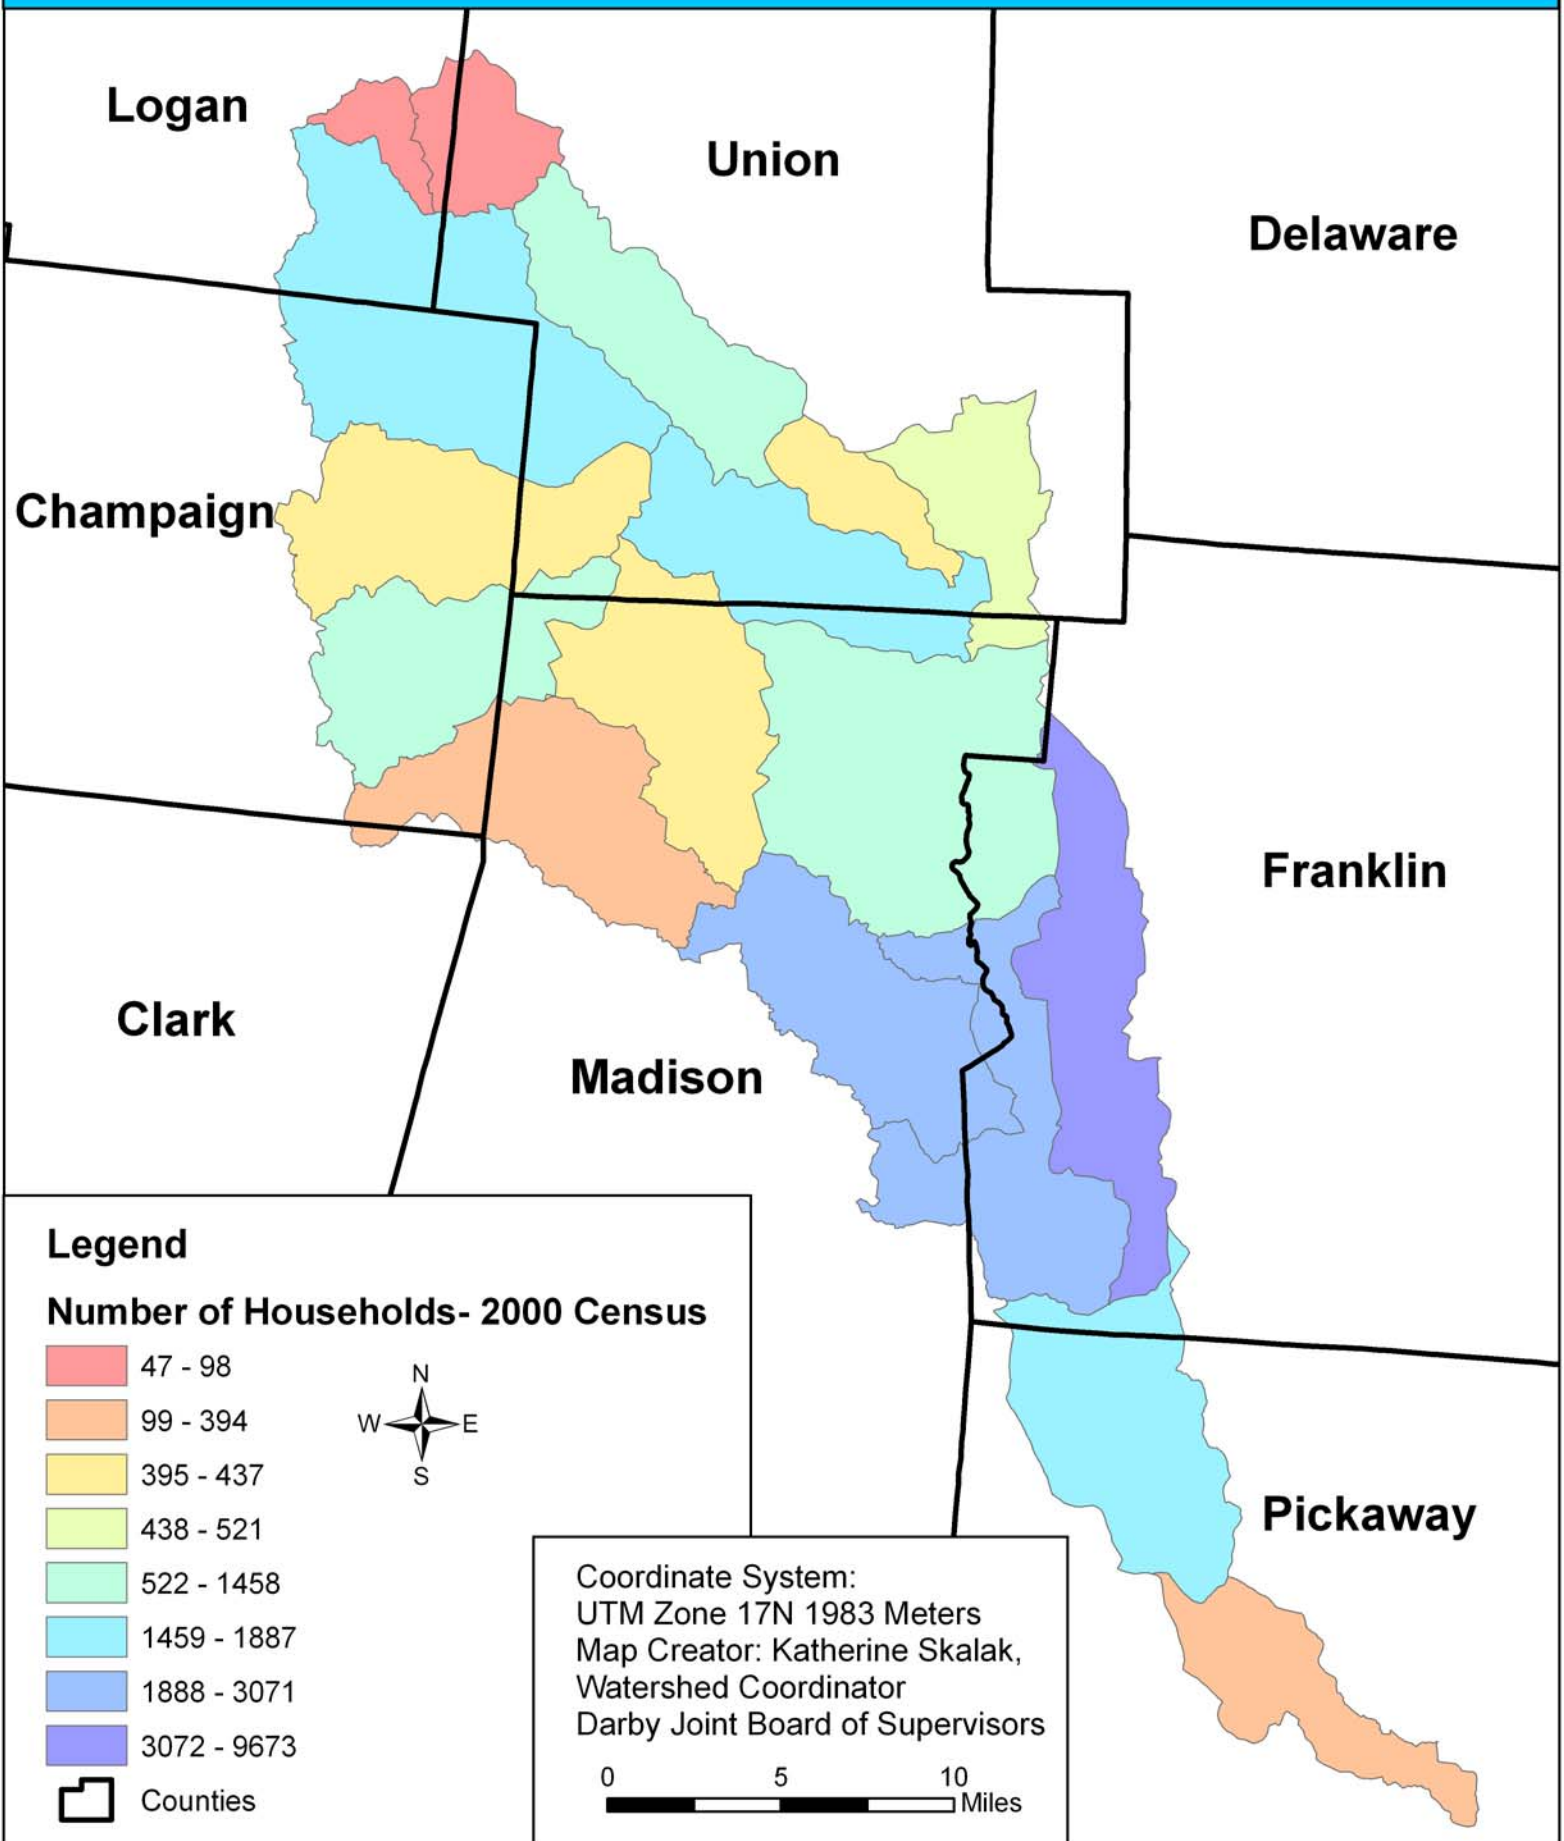 Logan
Union
Delaware
Champaign
Franklin
Clark
Madison
Pickaway
Legend
Number of Households- 2000 Census
47 - 98
99 - 394
395 - 437
438 - 521
522 - 1458
1459 - 1887
1888 - 3071
3072 - 9673
Counties
N
W E
S
Coordinate System:
UTM Zone 17N 1983 Meters
Map Creator: Katherine Skalak,
Watershed Coordinator
Darby Joint Board of Supervisors
0 5 10
Miles